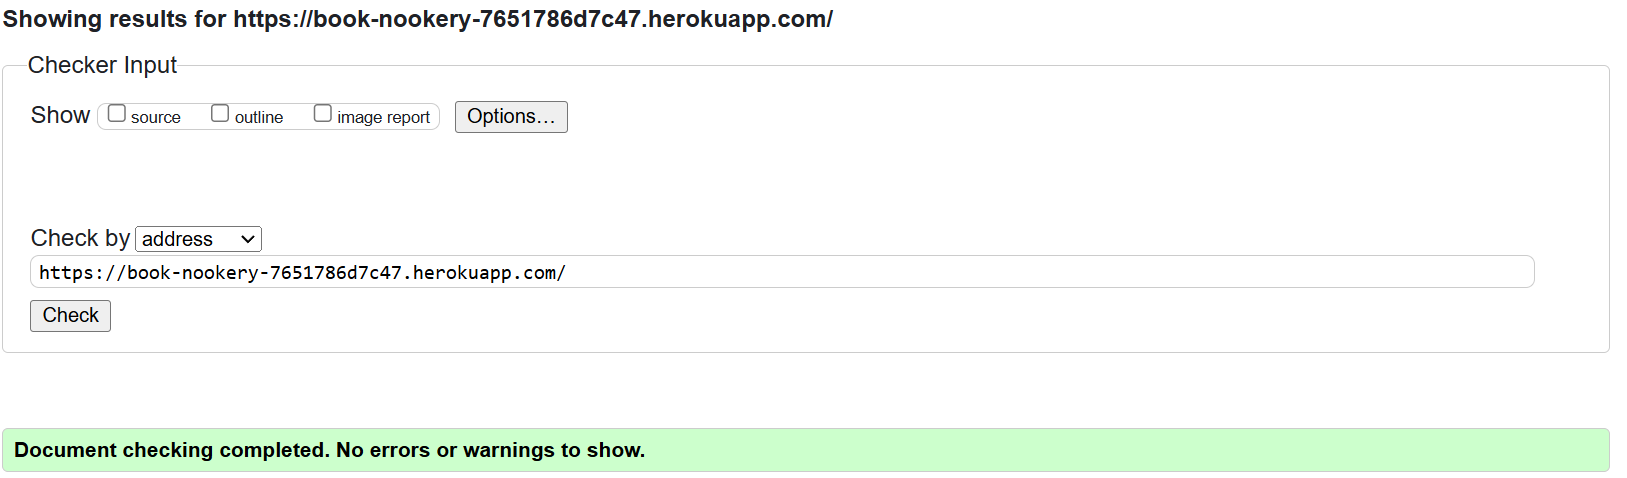 Showing results for https://book-nookery-7651786d7c47.herokuapp.com/
Checker Input
Show source outline image report Options...
Check by address
https://book-nookery-7651786d7c47.herokuapp.com/
Check
Document checking completed. No errors or warnings to show.